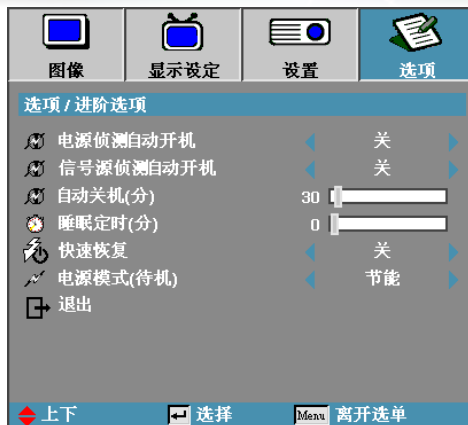 图像 显示设定 设置 选项
选项 / 进阶选项
电源侦测自动开机 关
信号源侦测自动开机 关
自动关机(分) 30
睡眠定时(分) 0
快速恢复 关
电源模式(待机) 节能
退出
上下 选择 Menu 离开选单